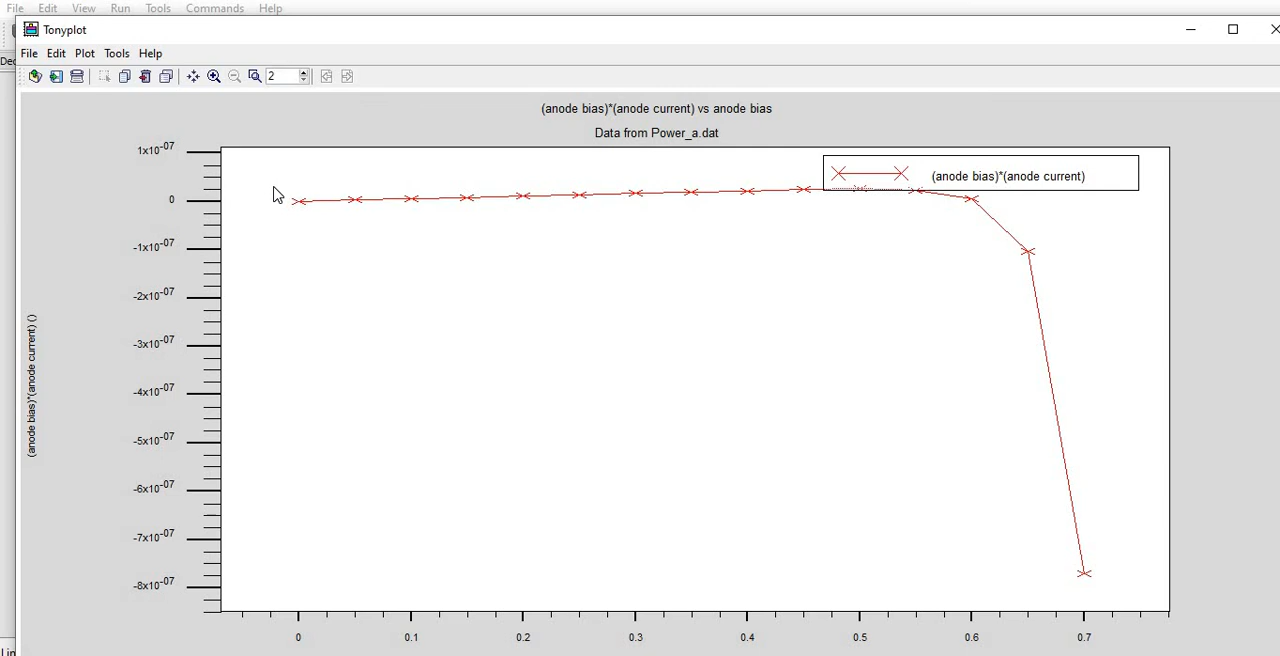 File Edit View Run Tools Commands Help
Tonyplot
File Edit Plot Tools Help
2
(anode bias)*(anode current) vs anode bias
Data from Power_a.dat
(anode bias)*(anode current)
1x10-07
0
-1x10-07
-2x10-07
-3x10-07
-4x10-07
-5x10-07
-6x10-07
-7x10-07
-8x10-07
(anode bias)*(anode current) ()
0 0.1 0.2 0.3 0.4 0.5 0.6 0.7